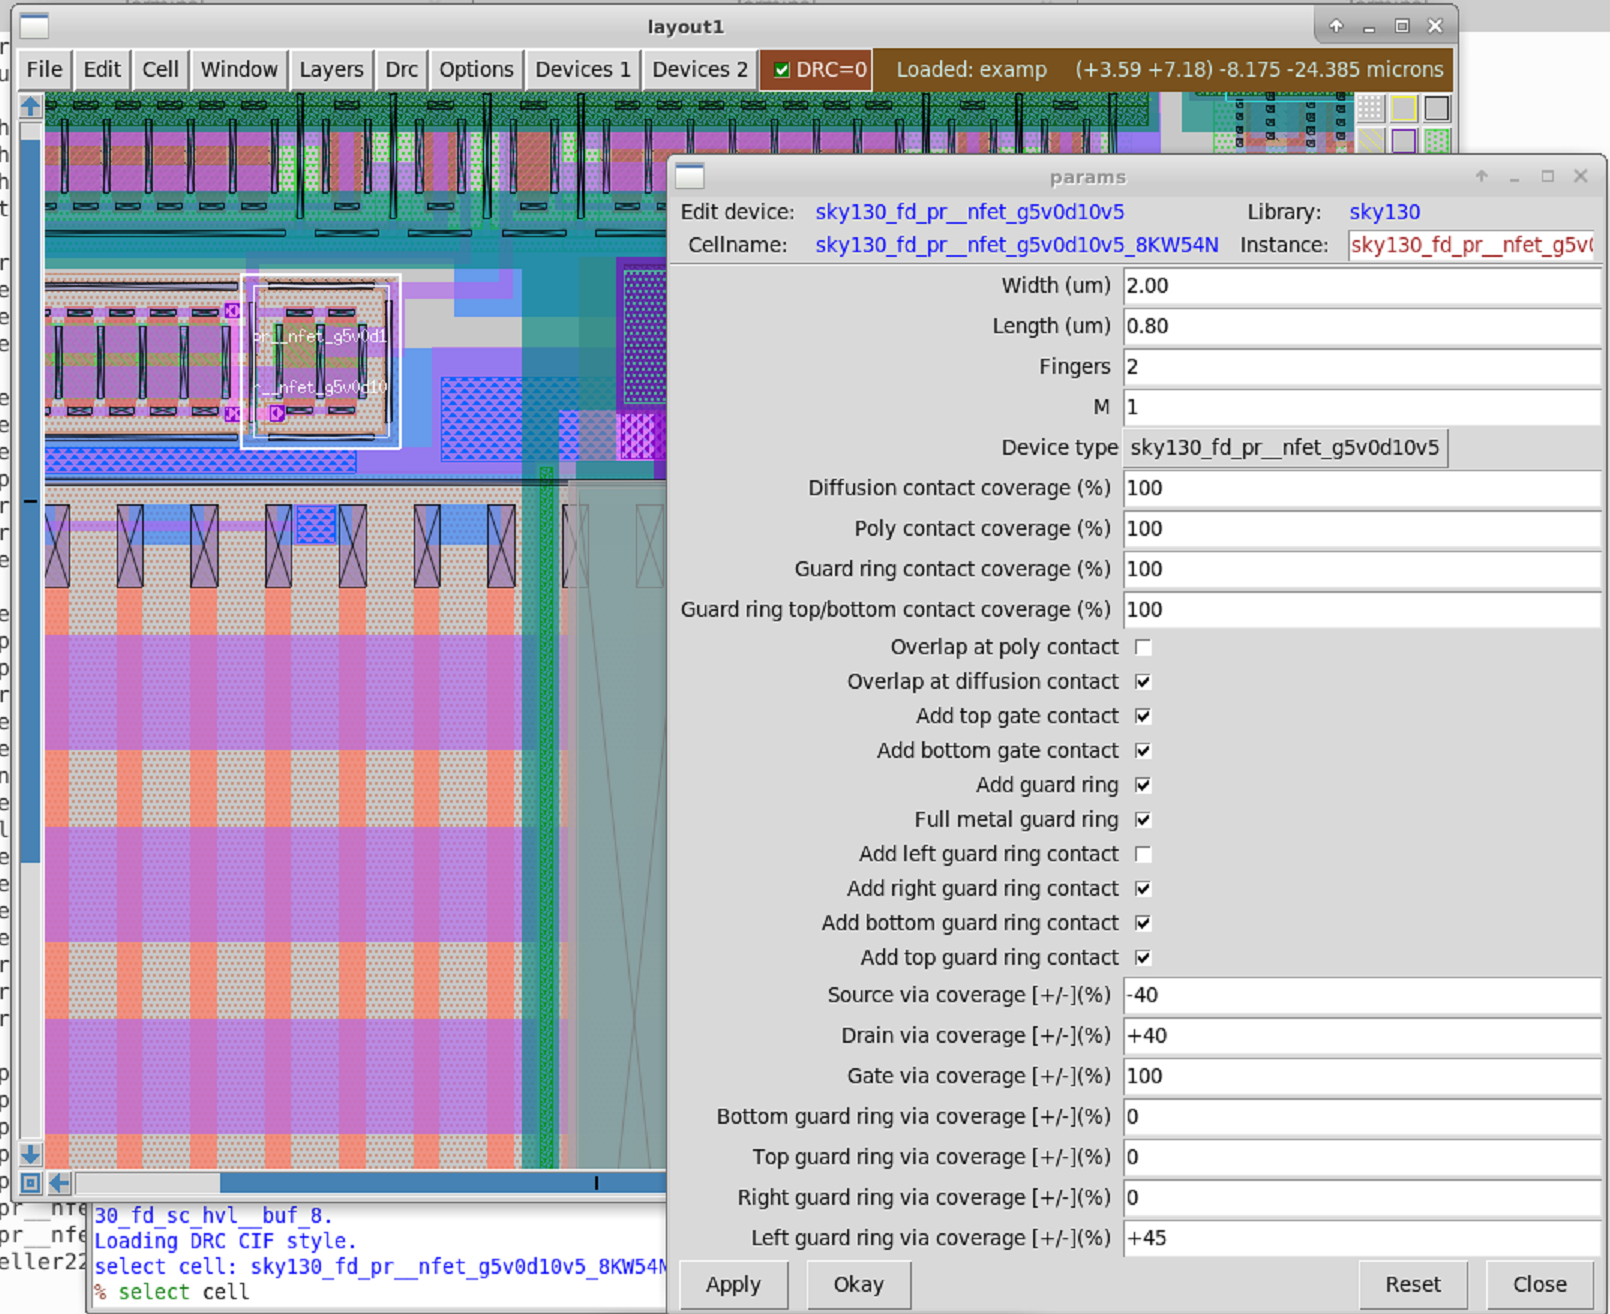 layout1
File Edit Cell Window Layers Drc Options Devices 1 Devices 2 DRC=0 Loaded: examp (+3.59 +7.18) -8.175 -24.385 microns
params
Edit device: sky130_fd_pr__nfet_g5v0d10v5 Library: sky130
Cellname: sky130_fd_pr__nfet_g5v0d10v5_8KW54N Instance: sky130_fd_pr__nfet_g5v0
Width (um) 2.00
Length (um) 0.80
Fingers 2
M 1
Device type sky130_fd_pr__nfet_g5v0d10v5
Diffusion contact coverage (%) 100
Poly contact coverage (%) 100
Guard ring contact coverage (%) 100
Guard ring top/bottom contact coverage (%) 100
Overlap at poly contact
Overlap at diffusion contact
Add top gate contact
Add bottom gate contact
Add guard ring
Full metal guard ring
Add left guard ring contact
Add right guard ring contact
Add bottom guard ring contact
Add top guard ring contact
Source via coverage [+/-](%) -40
Drain via coverage [+/-](%) +40
Gate via coverage [+/-](%) 100
Bottom guard ring via coverage [+/-](%) 0
Top guard ring via coverage [+/-](%) 0
Right guard ring via coverage [+/-](%) 0
Left guard ring via coverage [+/-](%) +45
Apply Okay Reset Close
pr__nfet_g5v0d1
r__nfet_g5v0d10
30_fd_sc_hvl__buf_8.
Loading DRC CIF style.
select cell: sky130_fd_pr__nfet_g5v0d10v5_8KW54N
% select cell
pr__nfe
pr__nfe
eller22